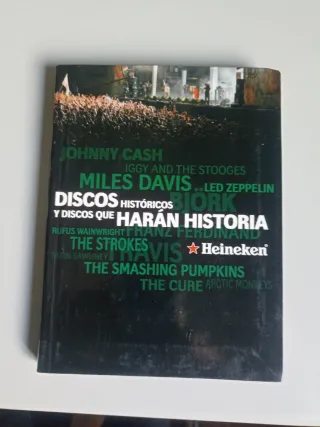 JOHNNY CASH
IGGY AND THE STOOGES
MILES DAVIS LED ZEPPELIN
BJÖRK
DISCOS HISTÓRICOS
Y DISCOS QUE HARÁN HISTORIA
RUFUS WAINWRIGHT FRANZ FERDINAND
THE STROKES
TRAVIS
Heineken
THE SMASHING PUMPKINS
THE CURE ARCTIC MONKEYS